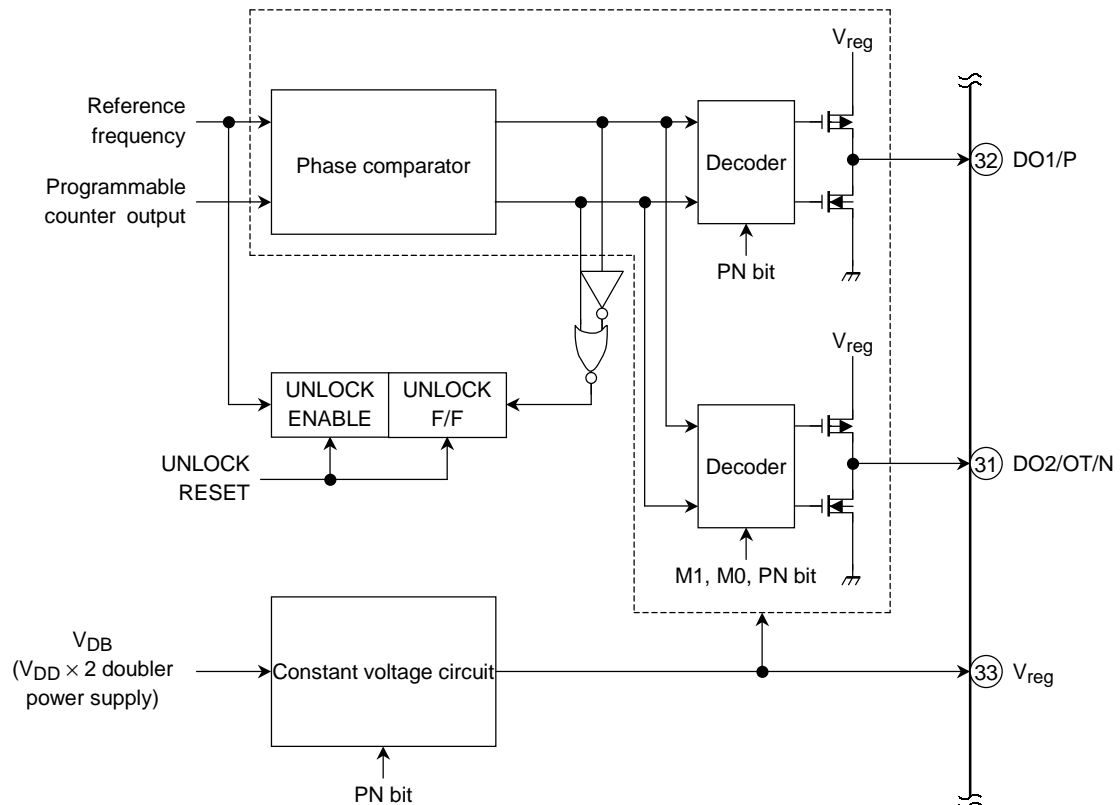 Vreg
Reference
frequency
Phase comparator
Decoder
32 DO1/P
Programmable
counter output
PN bit
Vreg
UNLOCK
ENABLE
UNLOCK
F/F
Decoder
31 DO2/OT/N
UNLOCK
RESET
M1, M0, PN bit
VDB
(VDD × 2 doubler
power supply)
Constant voltage circuit
33 Vreg
PN bit